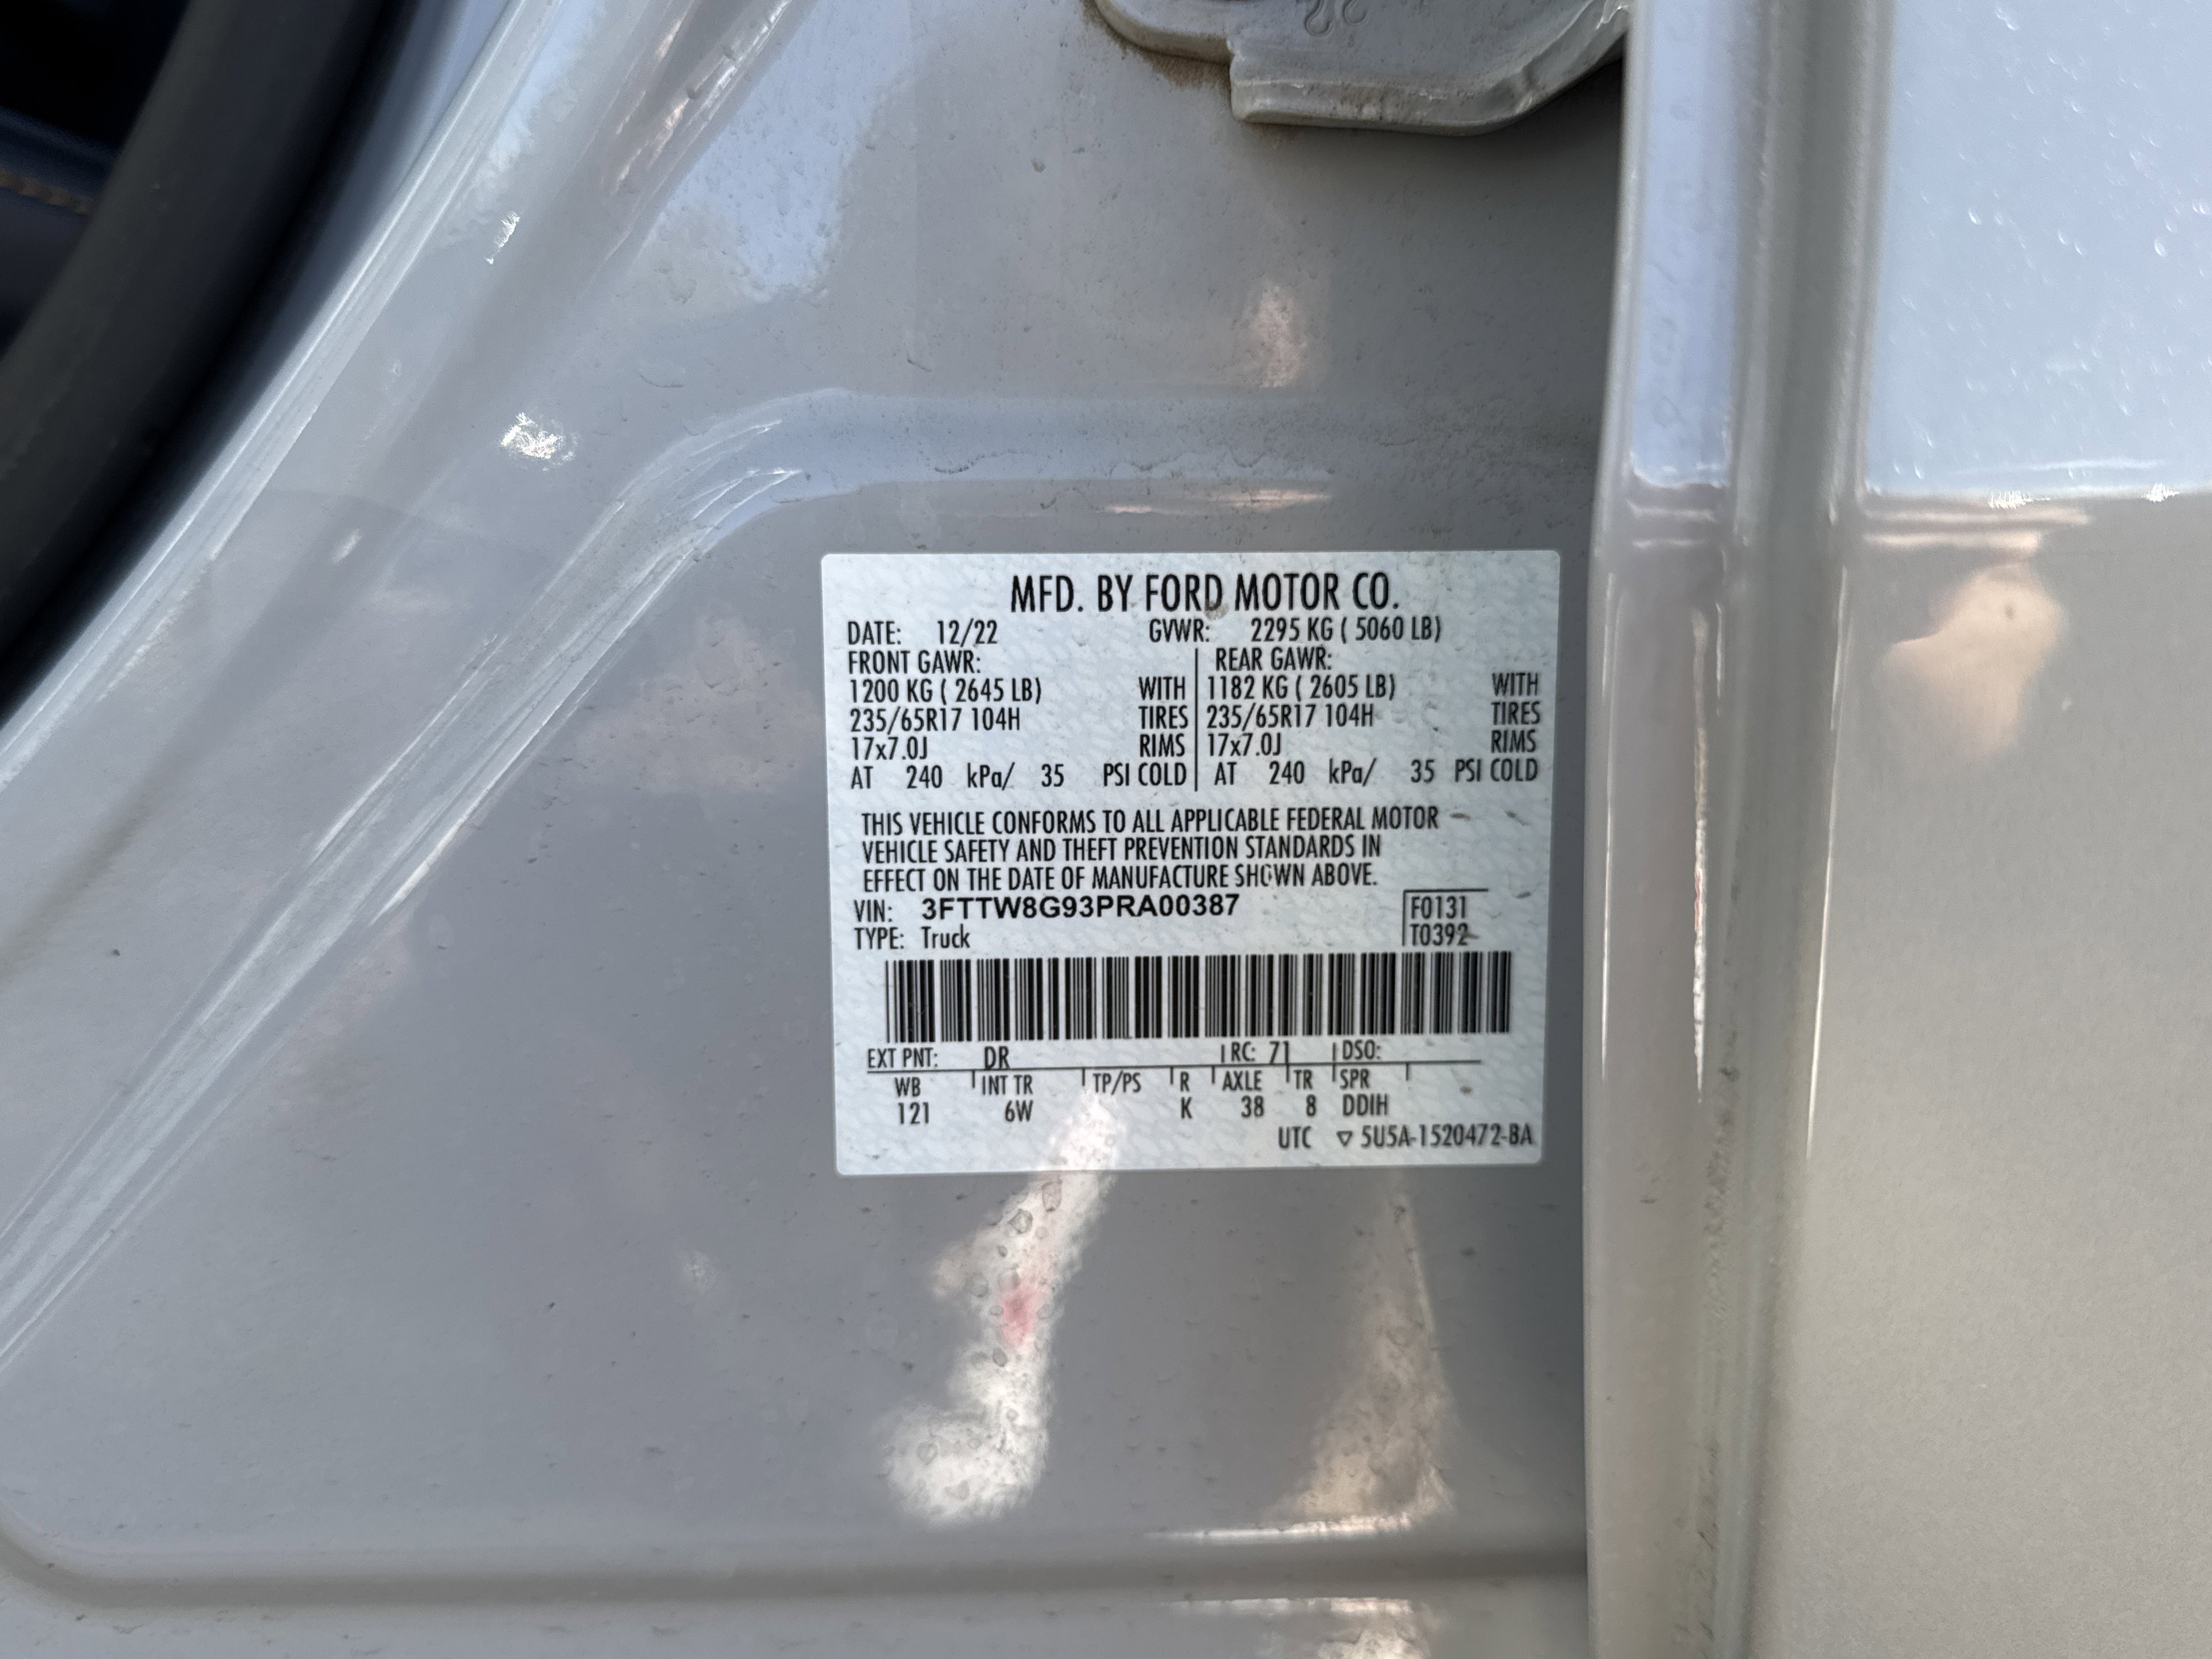 22
MFD. BY FORD MOTOR CO.
DATE: 12/22 GVWR: 2295 KG ( 5060 LB)
FRONT GAWR: REAR GAWR:
1200 KG ( 2645 LB) WITH 1182 KG ( 2605 LB) WITH
235/65R17 104H TIRES 235/65R17 104H TIRES
17x7.0J RIMS 17x7.0J RIMS
AT 240 kPa/ 35 PSI COLD AT 240 kPa/ 35 PSI COLD
THIS VEHICLE CONFORMS TO ALL APPLICABLE FEDERAL MOTOR
VEHICLE SAFETY AND THEFT PREVENTION STANDARDS IN
EFFECT ON THE DATE OF MANUFACTURE SHOWN ABOVE.
VIN: 3FTTW8G93PRA00387 F0131
TYPE: Truck T0392
EXT PNT: DR RC: 71 DSO:
WB INT TR TP/PS R AXLE TR SPR
121 6W K 38 8 DDIH
UTC ▽ 5U5A-1520472-BA